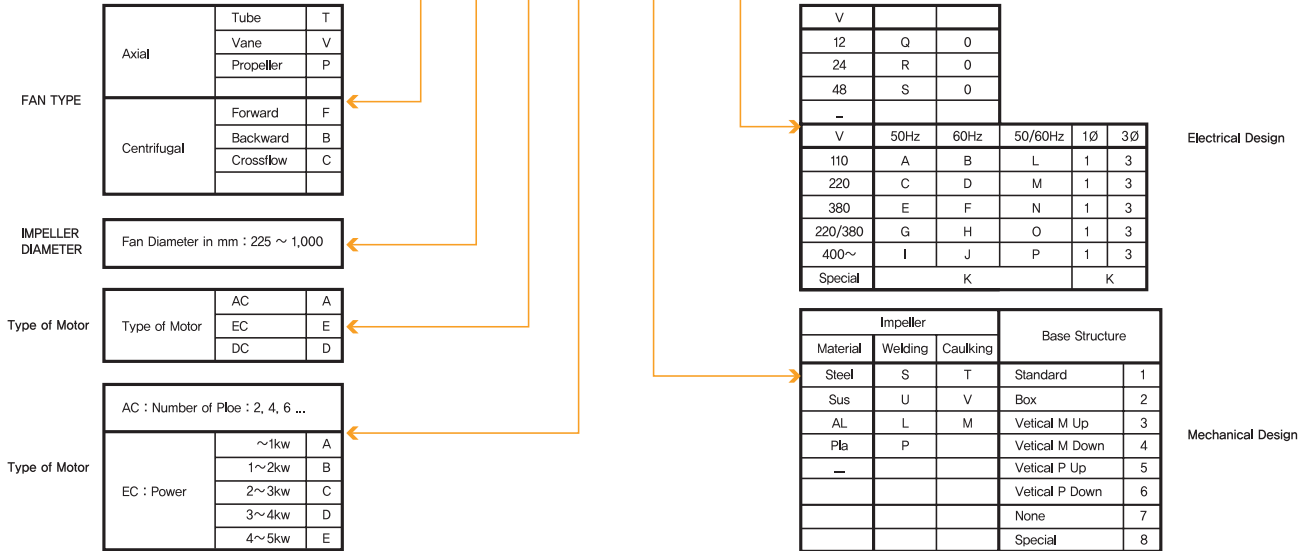 FAN TYPE
Axial
Tube T
Vane V
Propeller P
Centrifugal
Forward F
Backward B
Crossflow C
IMPELLER
DIAMETER
Fan Diameter in mm : 225 ~ 1,000
Type of Motor
Type of Motor
AC A
EC E
DC D
Type of Motor
AC : Number of Ploe : 2, 4, 6 ...
EC : Power
~1kw A
1~2kw B
2~3kw C
3~4kw D
4~5kw E
Electrical Design
V
12 Q 0
24 R 0
48 S 0
–
V 50Hz 60Hz 50/60Hz 1Ø 3Ø
110 A B L 1 3
220 C D M 1 3
380 E F N 1 3
220/380 G H O 1 3
400~ I J P 1 3
Special K K
Mechanical Design
Impeller Base Structure
Material Welding Caulking
Steel S T Standard 1
Sus U V Box 2
AL L M Vetical M Up 3
Pla P Vetical M Down 4
– Vetical P Up 5
Vetical P Down 6
None 7
Special 8